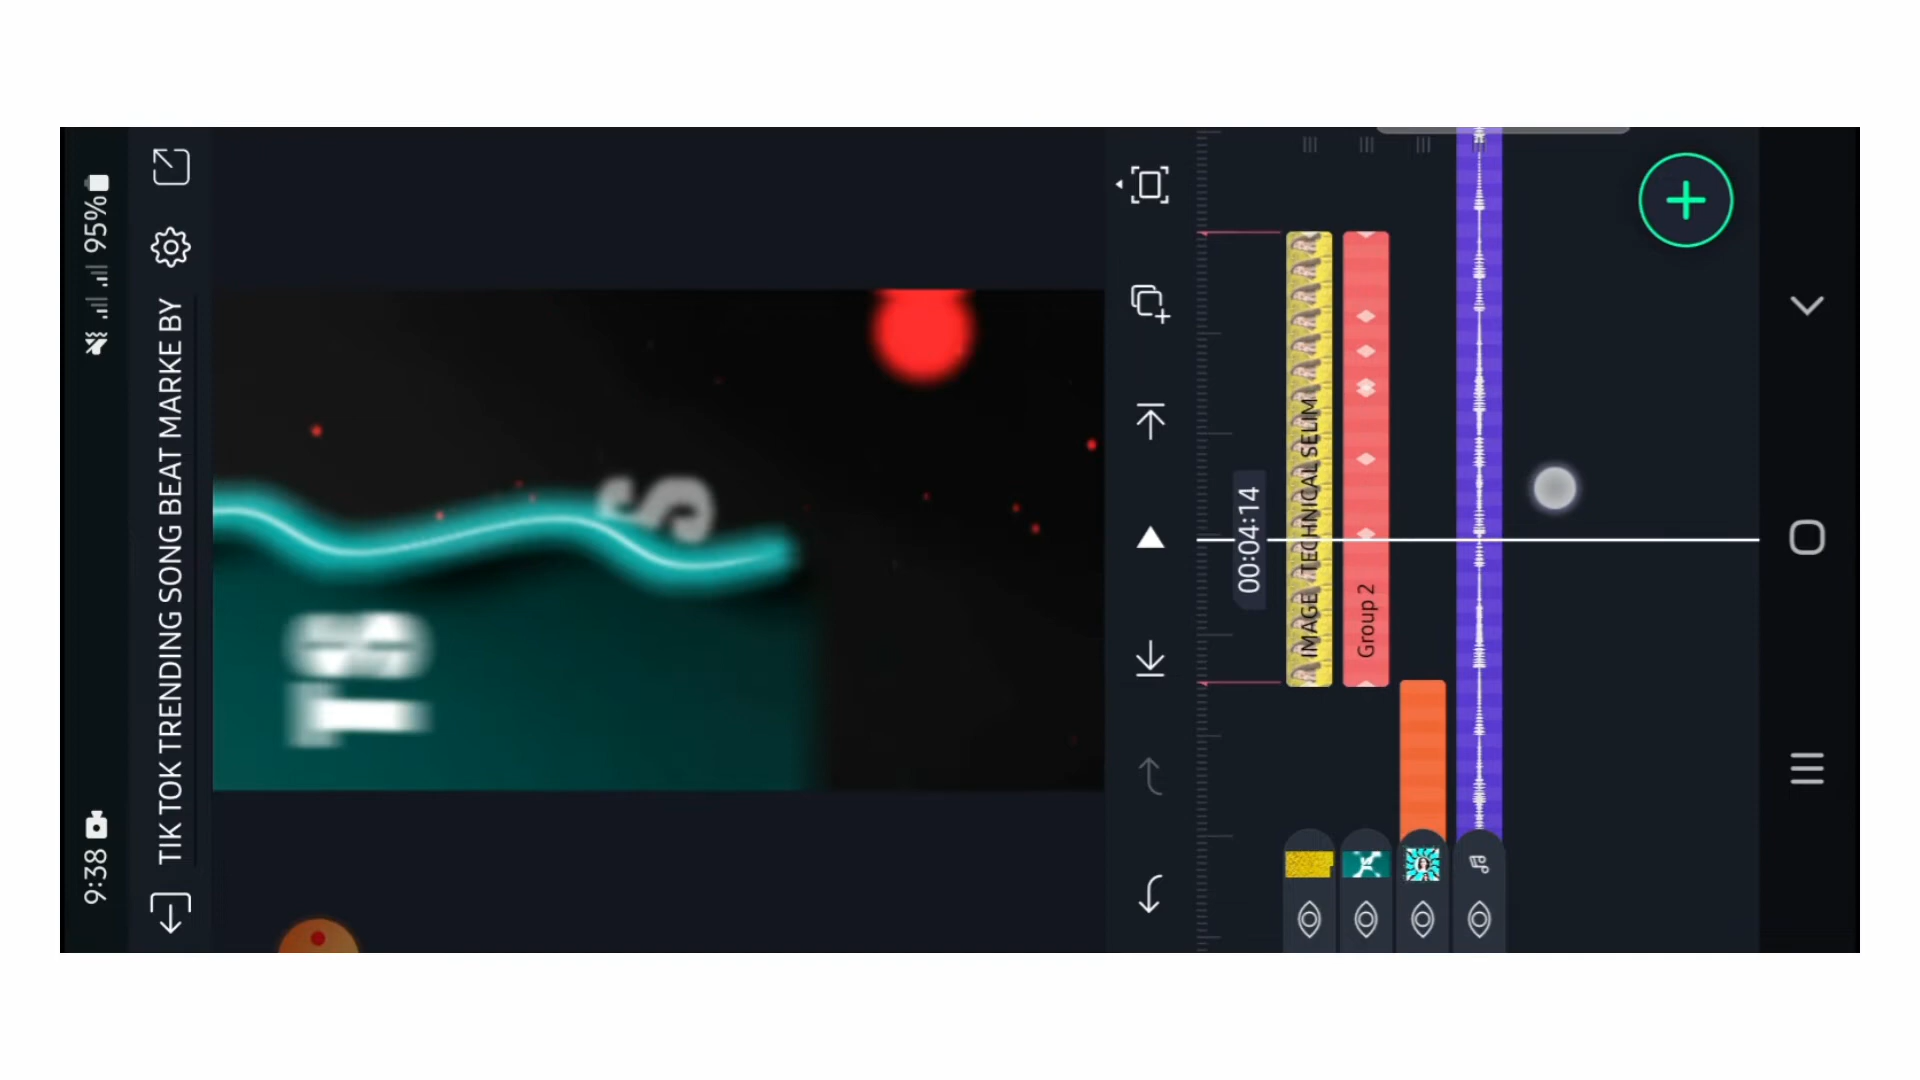 9:38
95%
TIK TOK TRENDING SONG BEAT MARKE BY
S
00:04:14
IMAGE TECHNICAL SELIM
Group 2